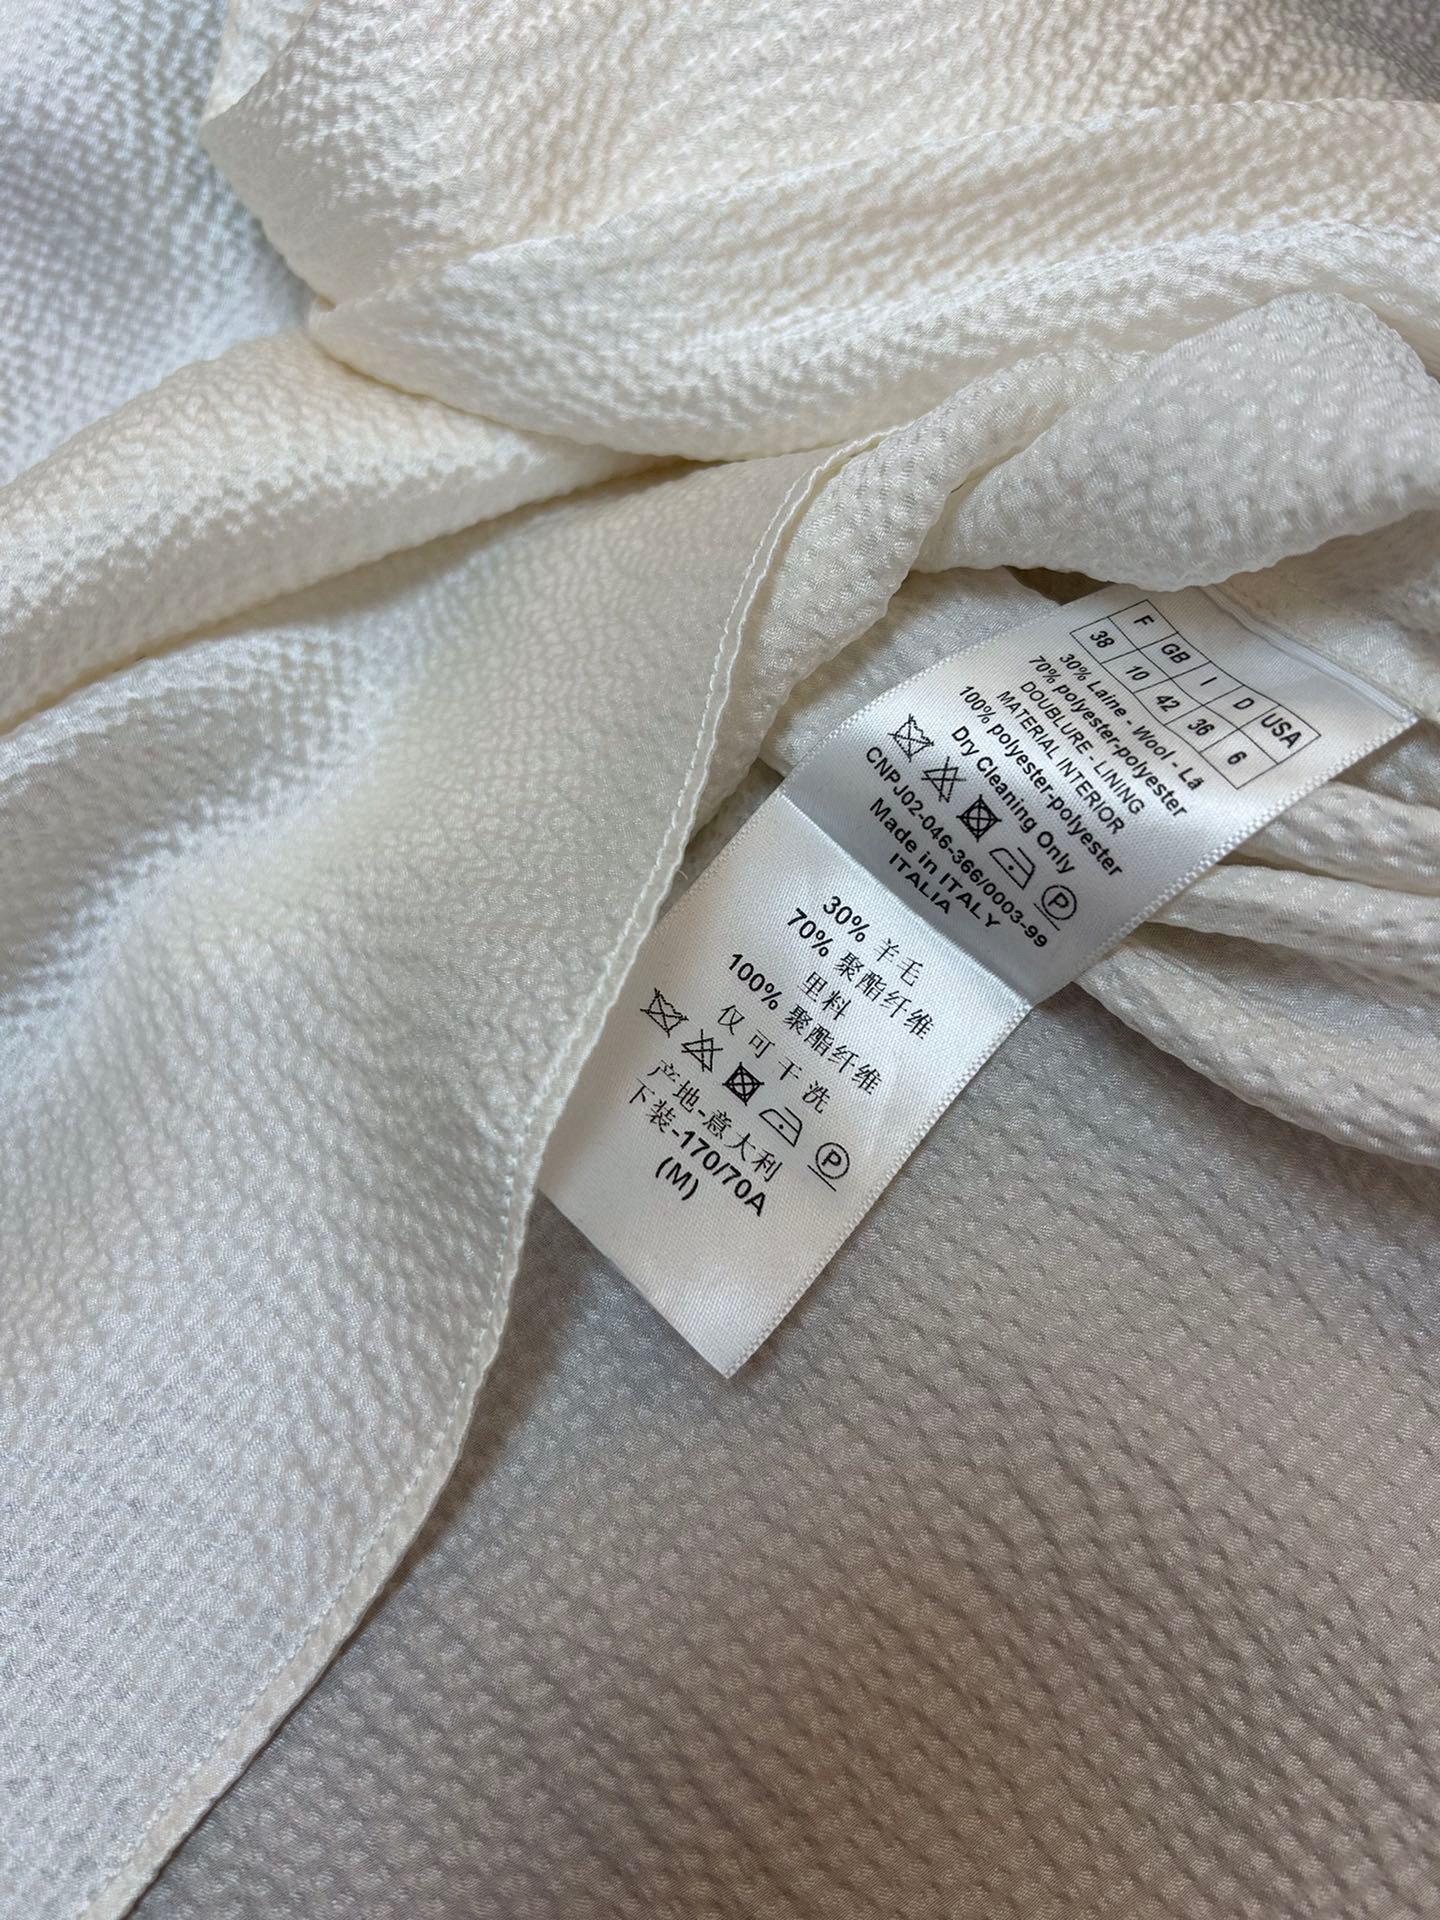 F GB I D USA
38 10 42 36 6
30% Laine - Wool - Lã
70% polyester-polyester
DOUBLURE - LINING
MATERIAL INTERIOR
100% polyester-polyester
Dry Cleaning Only
P
CNPJ02-046-366/0003-99
Made in ITALY
ITALIA
30% 羊毛
70% 聚酯纤维
里料
100% 聚酯纤维
仅可干洗
P
产地-意大利
下装-170/70A
(M)